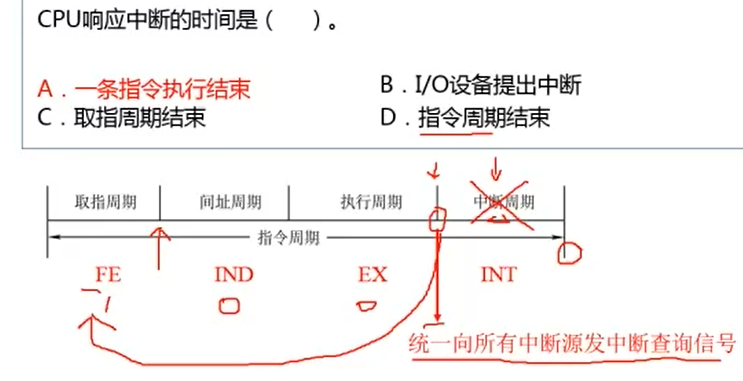 CPU响应中断的时间是（ ）。
A．一条指令执行结束 B．I/O设备提出中断
C．取指周期结束 D．指令周期结束
取指周期 间址周期 执行周期 中断周期
指令周期
FE IND EX INT
统一向所有中断源发中断查询信号